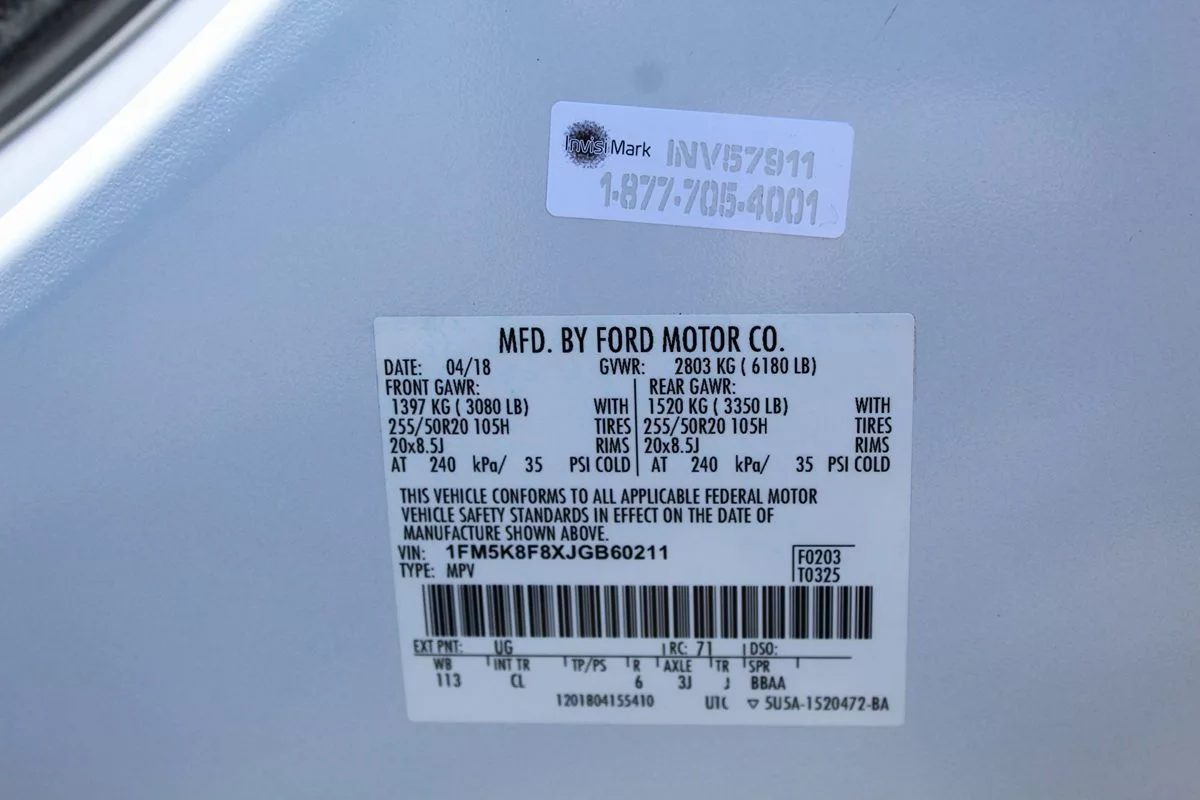 InvisiMark INV57911
1-877-705-4001
MFD. BY FORD MOTOR CO.
DATE: 04/18 GVWR: 2803 KG ( 6180 LB)
FRONT GAWR: REAR GAWR:
1397 KG ( 3080 LB) WITH 1520 KG ( 3350 LB) WITH
255/50R20 105H TIRES 255/50R20 105H TIRES
20x8.5J RIMS 20x8.5J RIMS
AT 240 kPa/ 35 PSI COLD AT 240 kPa/ 35 PSI COLD
THIS VEHICLE CONFORMS TO ALL APPLICABLE FEDERAL MOTOR
VEHICLE SAFETY STANDARDS IN EFFECT ON THE DATE OF
MANUFACTURE SHOWN ABOVE.
VIN: 1FM5K8F8XJGB60211 F0203
TYPE: MPV T0325
EXT PNT: UG RC: 71 DSO:
WB INT TR TP/PS R AXLE TR SPR
113 CL 6 3J J BBAA
1201804155410 UTC ▽ 5U5A-1520472-BA